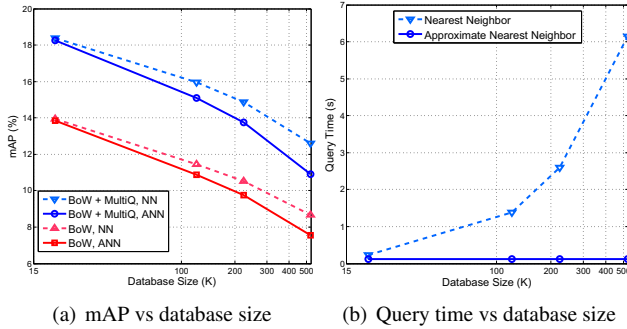 20
18
16
14
12
10
8
6
mAP (%)
BoW + MultiQ, NN
BoW + MultiQ, ANN
BoW, NN
BoW, ANN
15 100 200 300 400 500
Database Size (K)
(a) mAP vs database size
7
6
5
4
3
2
1
0
Query Time (s)
Nearest Neighbor
Approximate Nearest Neighbor
15 100 200 300 400 500
Database Size (K)
(b) Query time vs database size